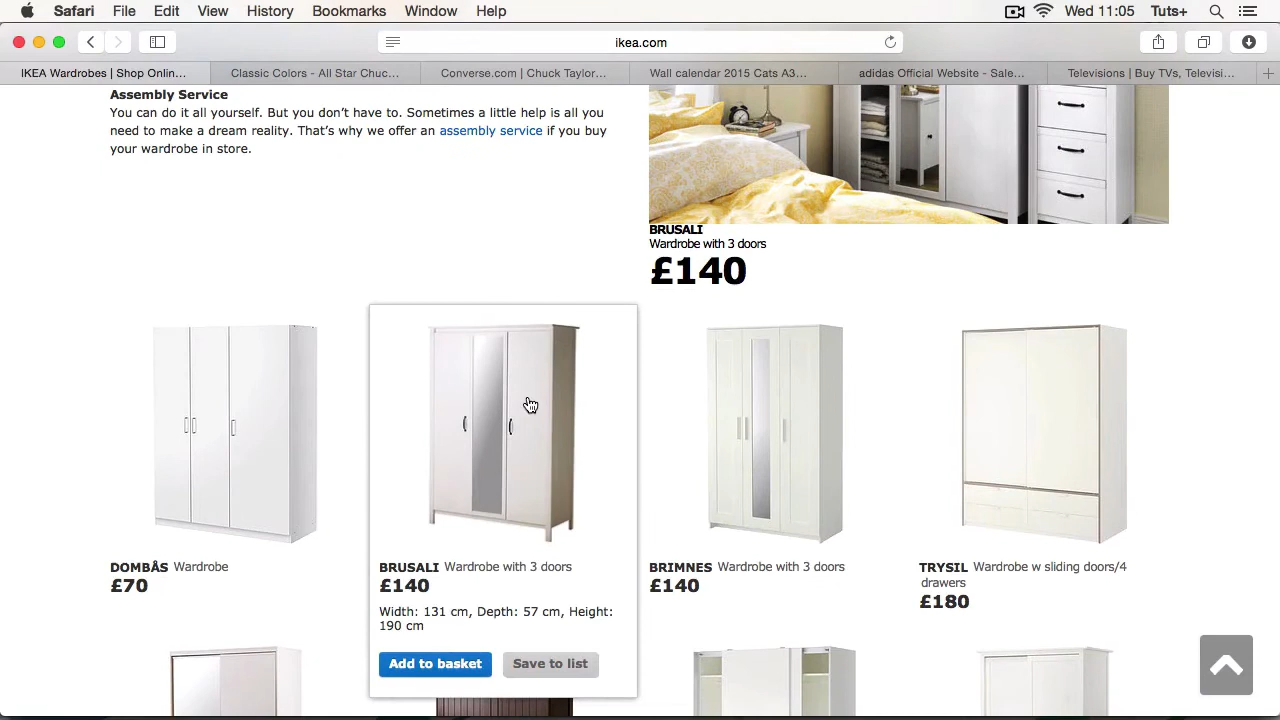 Safari File Edit View History Bookmarks Window Help Wed 11:05 Tuts+
ikea.com
IKEA Wardrobes | Shop Onlin... Classic Colors - All Star Chuc... Converse.com | Chuck Taylor... Wall calendar 2015 Cats A3... adidas Official Website - Sale... Televisions | Buy TVs, Televisi...
Assembly Service
You can do it all yourself. But you don't have to. Sometimes a little help is all you
need to make a dream reality. That's why we offer an assembly service if you buy
your wardrobe in store.
BRUSALI
Wardrobe with 3 doors
£140
DOMBÅS Wardrobe
£70
BRUSALI Wardrobe with 3 doors
£140
Width: 131 cm, Depth: 57 cm, Height:
190 cm
Add to basket Save to list
BRIMNES Wardrobe with 3 doors
£140
TRYSIL Wardrobe w sliding doors/4
drawers
£180